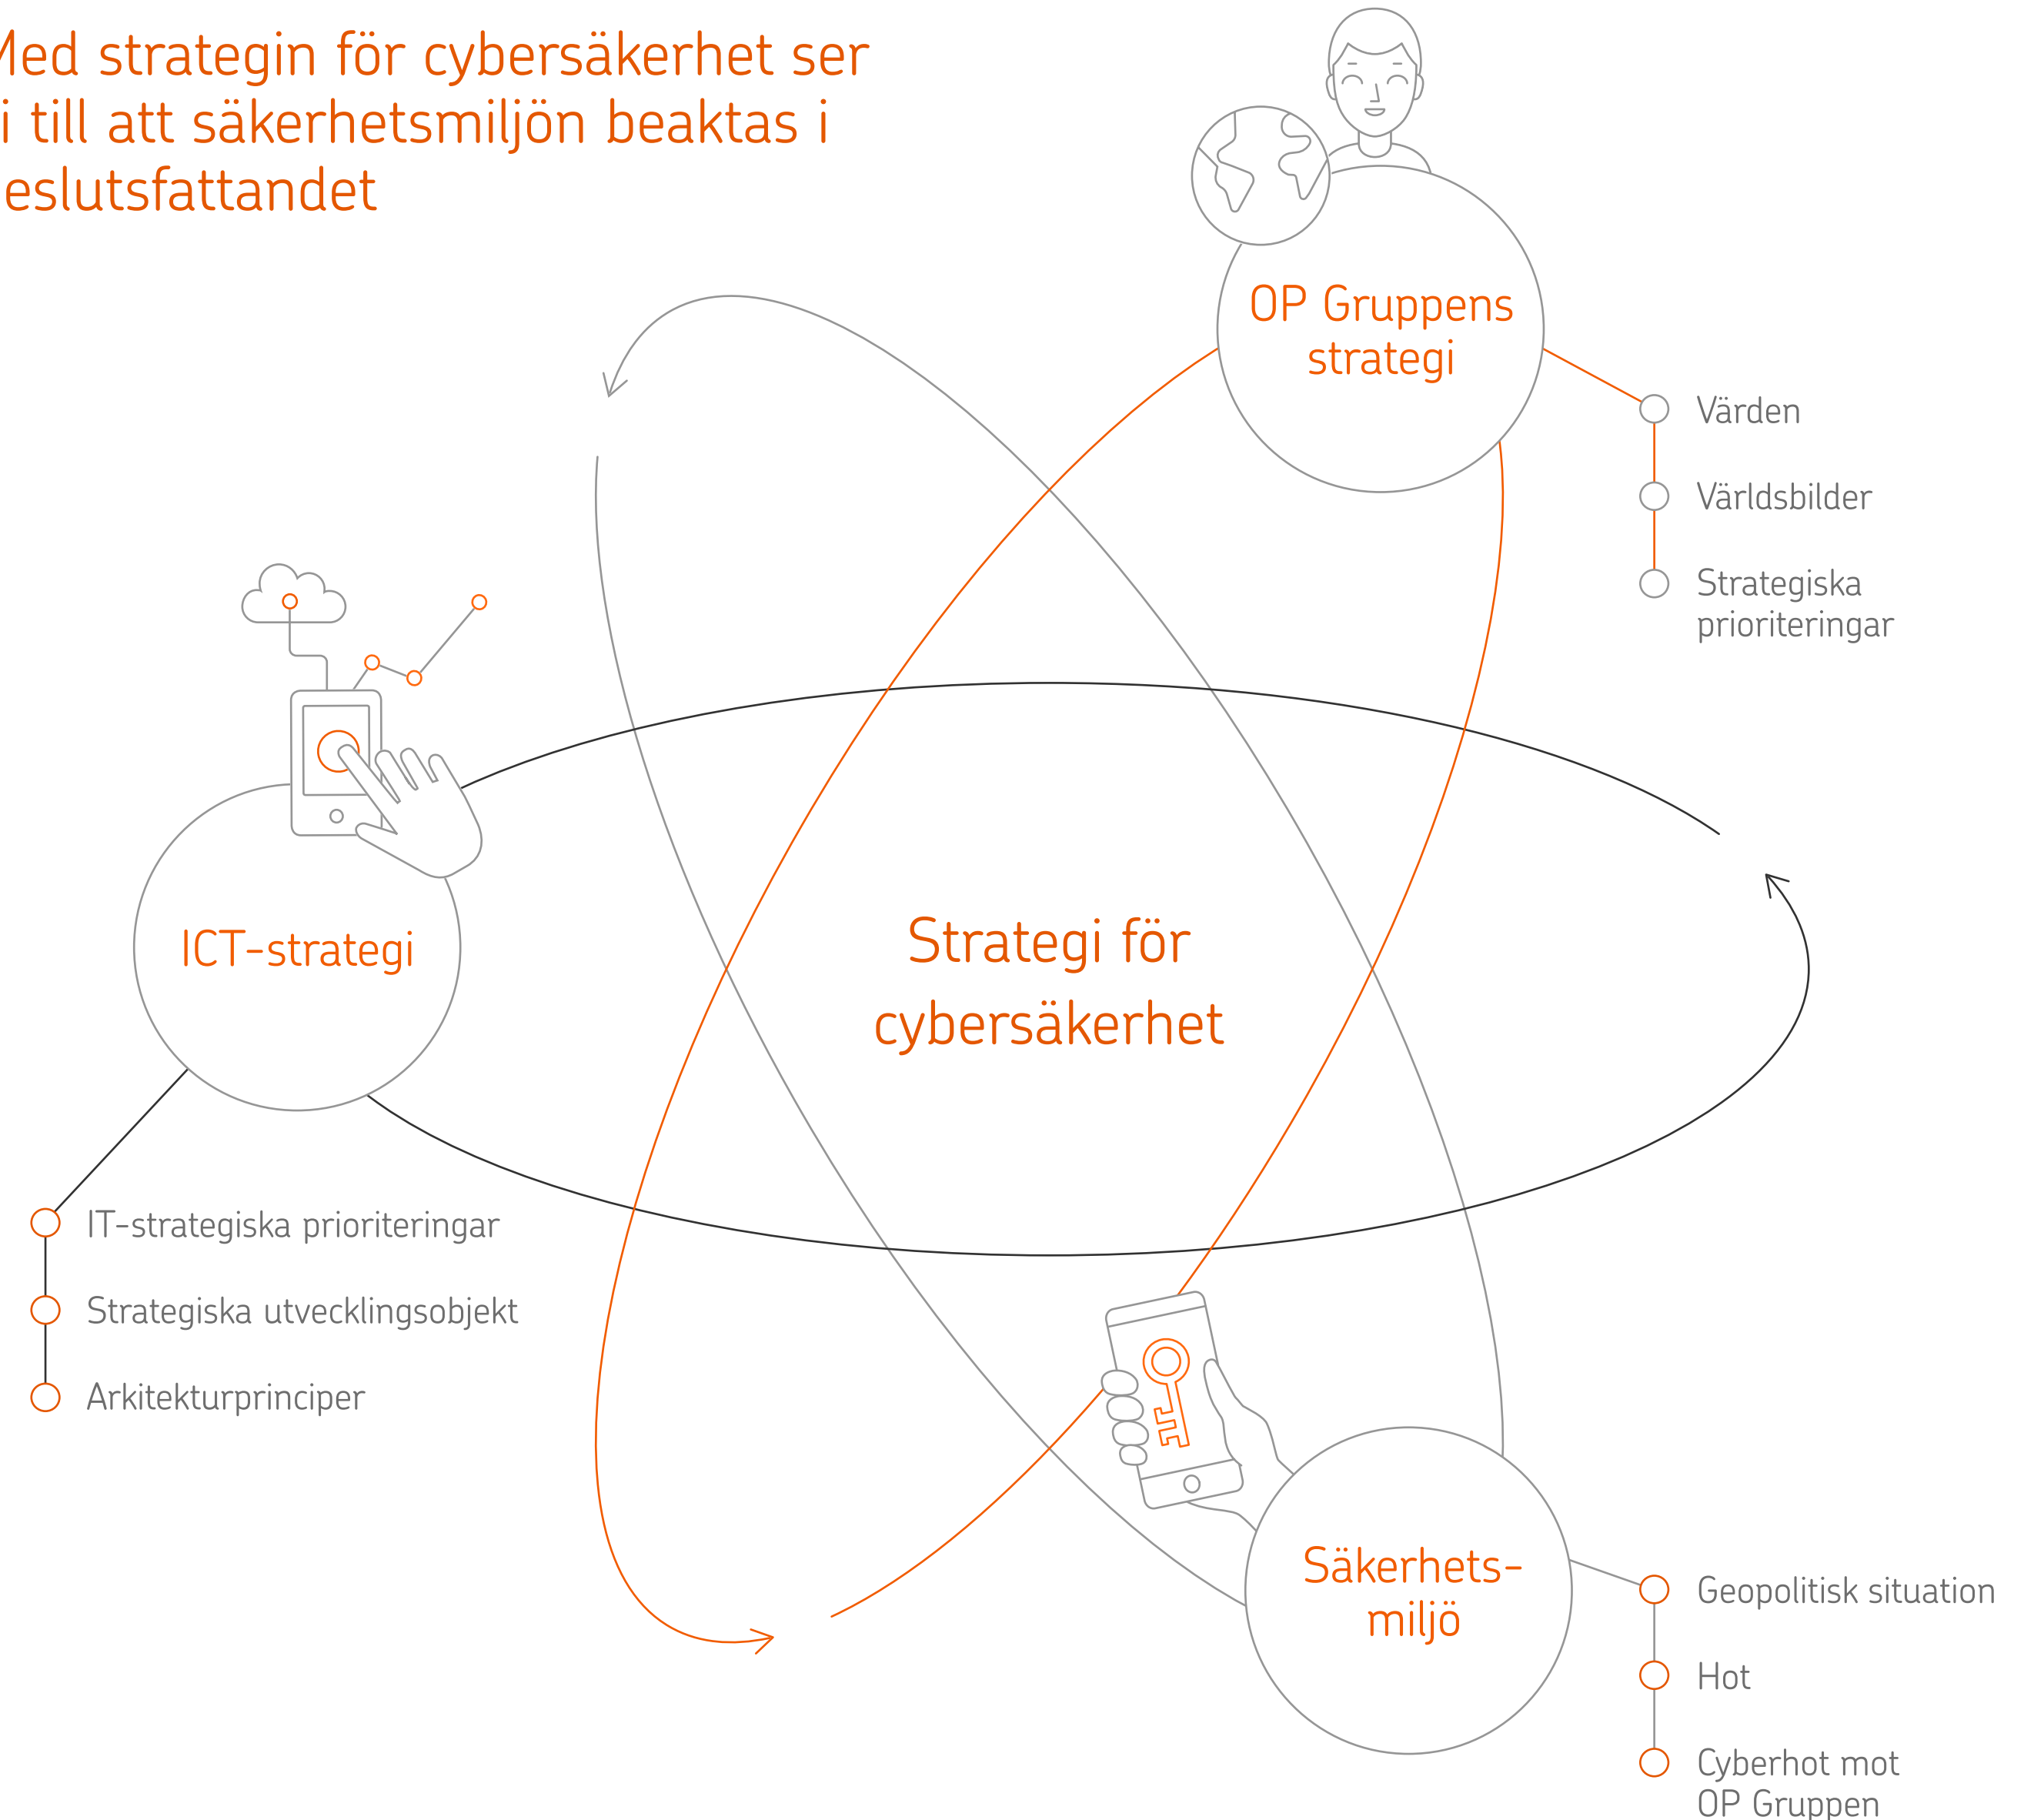 Med strategin för cybersäkerhet ser
i till att säkerhetsmiljön beaktas i
eslutsfattandet
OP Gruppens
strategi
Värden
Världsbilder
Strategiska
prioriteringar
ICT-strategi
Strategi för
cybersäkerhet
IT-strategiska prioriteringar
Strategiska utvecklingsobjekt
Arkitekturprinciper
Säkerhets-
miljö
Geopolitisk situation
Hot
Cyberhot mot
OP Gruppen